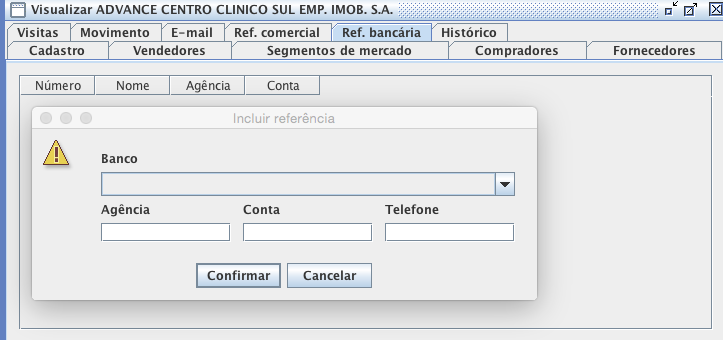 Visualizar ADVANCE CENTRO CLINICO SUL EMP. IMOB. S.A.
Visitas Movimento E-mail Ref. comercial Ref. bancária Histórico
Cadastro Vendedores Segmentos de mercado Compradores Fornecedores
Número Nome Agência Conta
Incluir referência
Banco
Agência Conta Telefone
Confirmar Cancelar